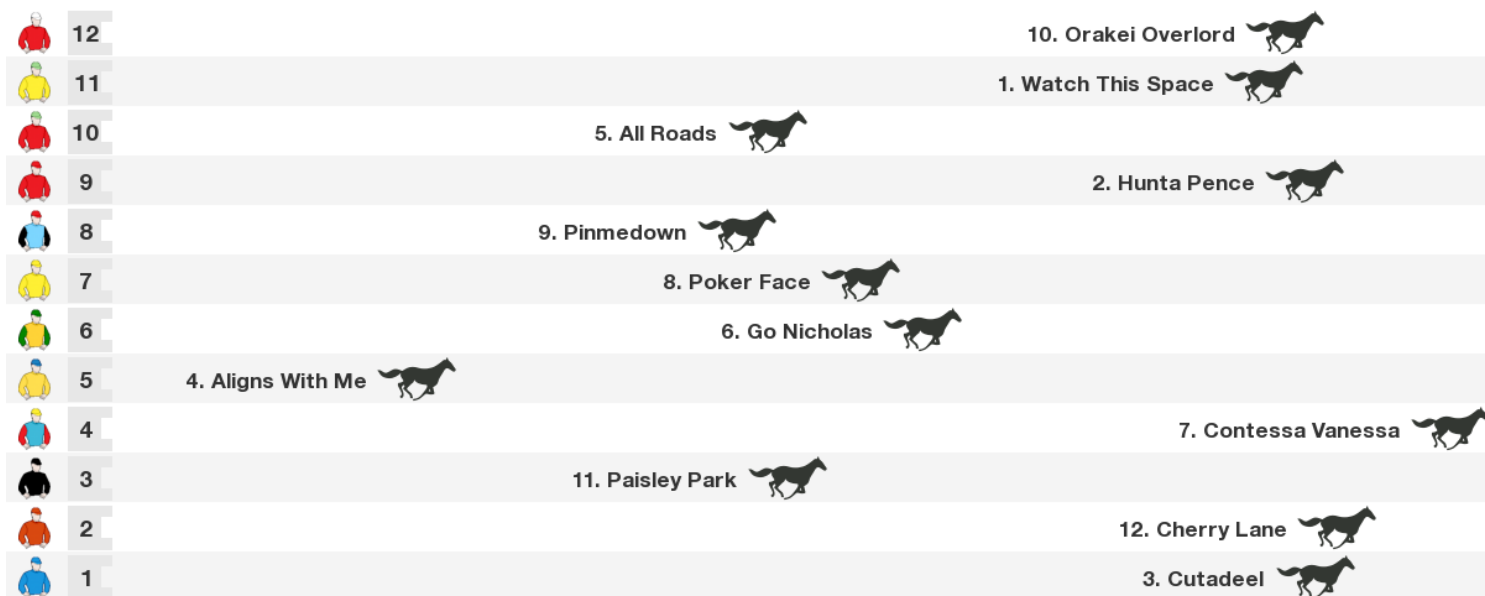 12 10. Orakei Overlord
11 1. Watch This Space
10 5. All Roads
9 2. Hunta Pence
8 9. Pinmedown
7 8. Poker Face
6 6. Go Nicholas
5 4. Aligns With Me
4 7. Contessa Vanessa
3 11. Paisley Park
2 12. Cherry Lane
1 3. Cutadeel